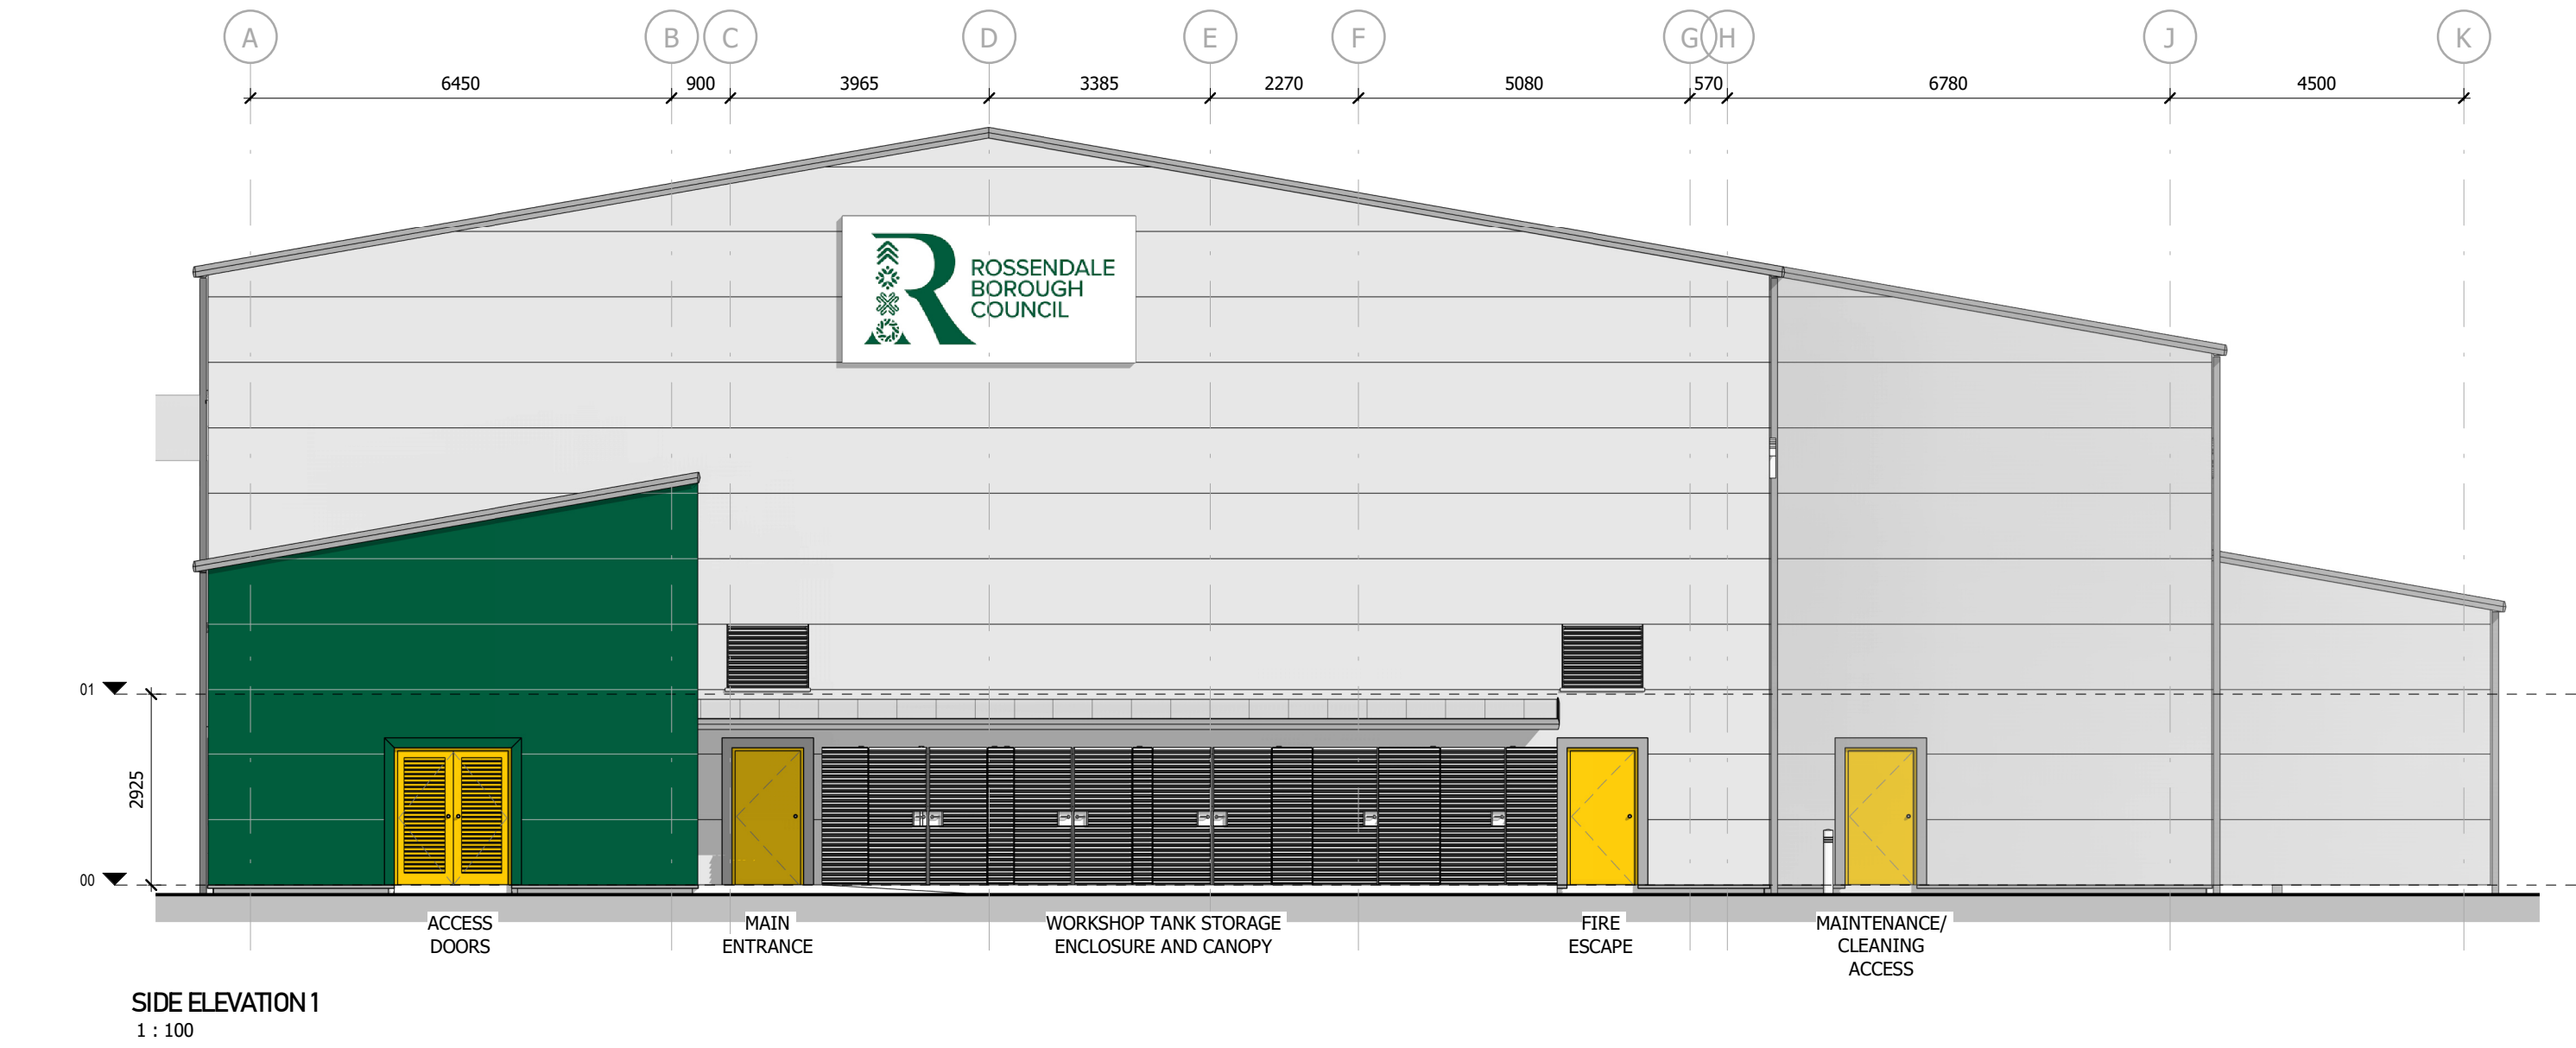 A B C D E F G H J K
6450 900 3965 3385 2270 5080 570 6780 4500
R
ROSSENDALE
BOROUGH
COUNCIL
01
2925
00
ACCESS
DOORS
MAIN
ENTRANCE
WORKSHOP TANK STORAGE
ENCLOSURE AND CANOPY
FIRE
ESCAPE
MAINTENANCE/
CLEANING
ACCESS
SIDE ELEVATION 1
1 : 100